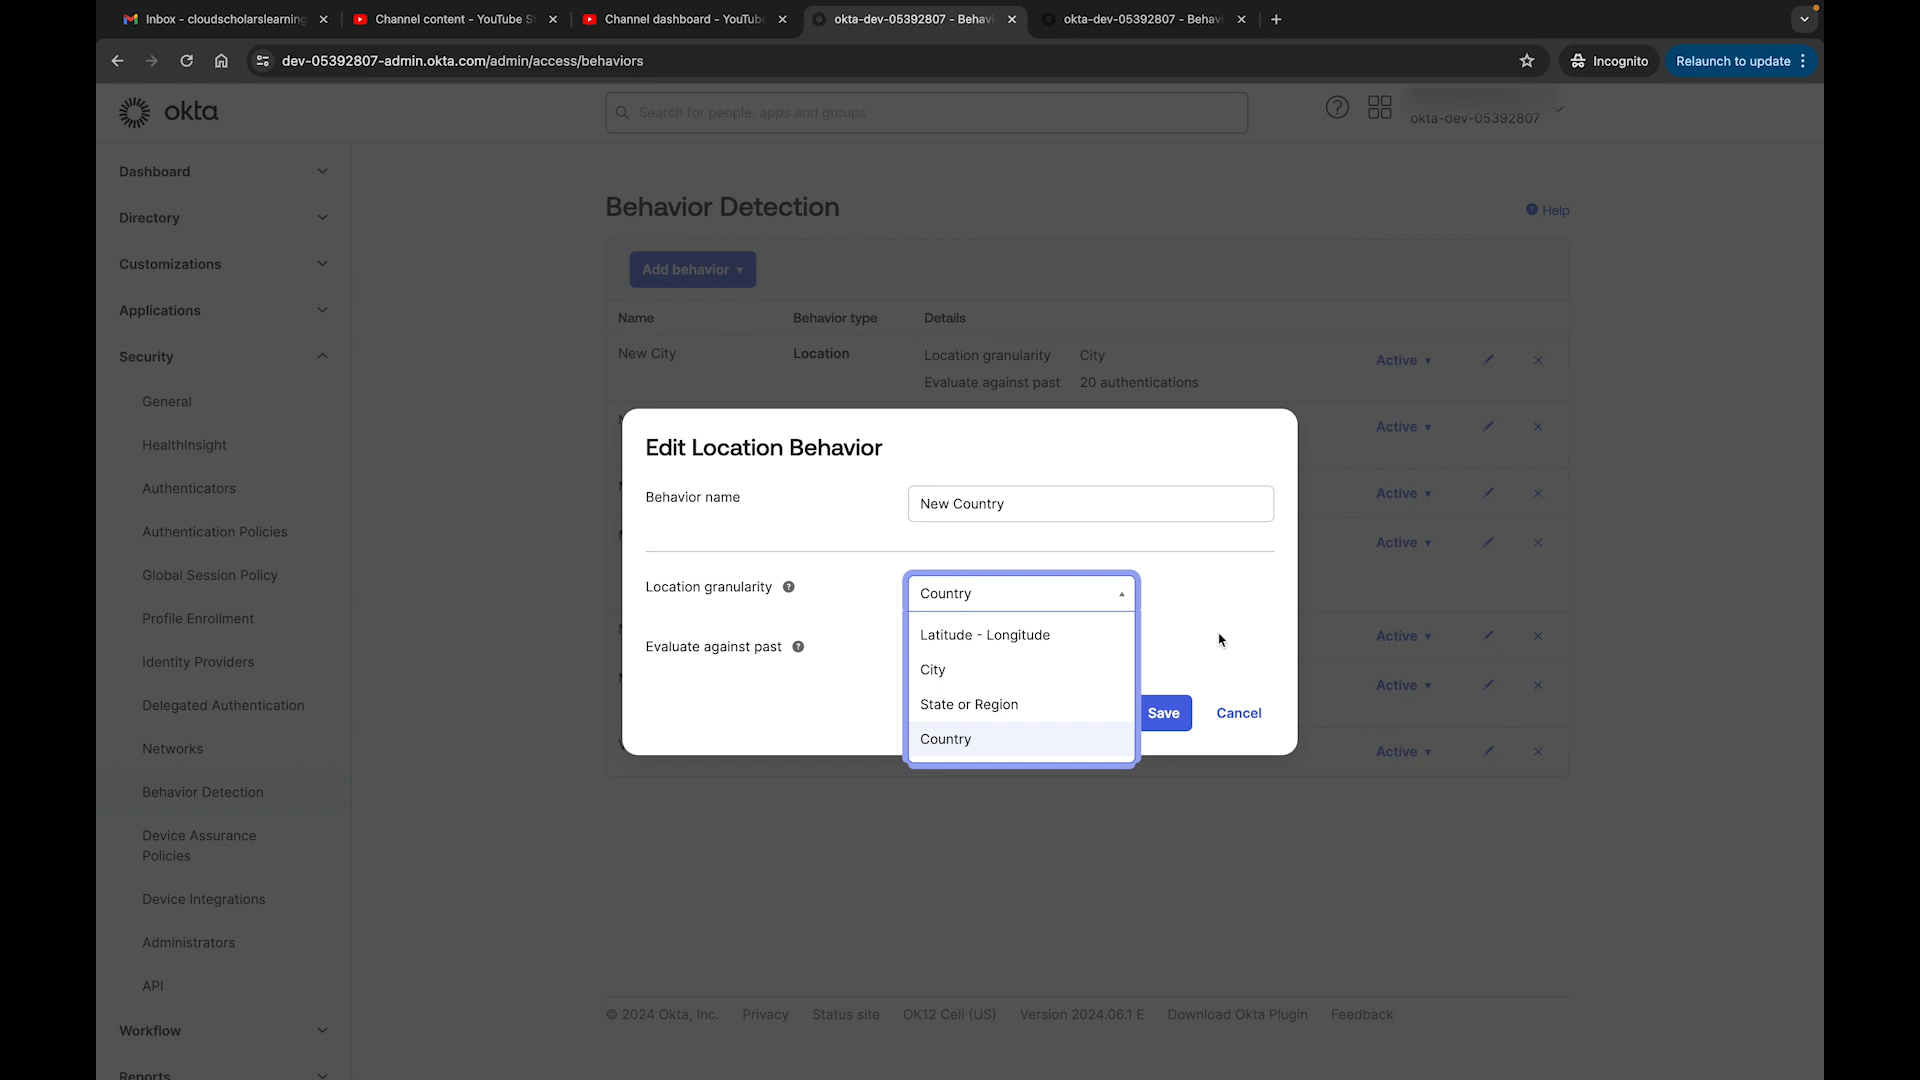 Inbox - cloudscholarslearning
Channel content - YouTube S
Channel dashboard - YouTub
okta-dev-05392807 - Behavi
okta-dev-05392807 - Behavi
dev-05392807-admin.okta.com/admin/access/behaviors
Incognito
Relaunch to update
okta
Search for people, apps and groups
okta-dev-05392807
Dashboard
Directory
Customizations
Applications
Security
General
HealthInsight
Authenticators
Authentication Policies
Global Session Policy
Profile Enrollment
Identity Providers
Delegated Authentication
Networks
Behavior Detection
Device Assurance
Policies
Device Integrations
Administrators
API
Workflow
Reports
Behavior Detection
Help
Add behavior
Name Behavior type Details
New City Location Location granularity City Active
Evaluate against past 20 authentications
Active
Active
Active
Active
Active
Active
Edit Location Behavior
Behavior name New Country
Location granularity Country
Latitude - Longitude
Evaluate against past
City
State or Region
Country
Save Cancel
© 2024 Okta, Inc. Privacy Status site OK12 Cell (US) Version 2024.06.1 E Download Okta Plugin Feedback